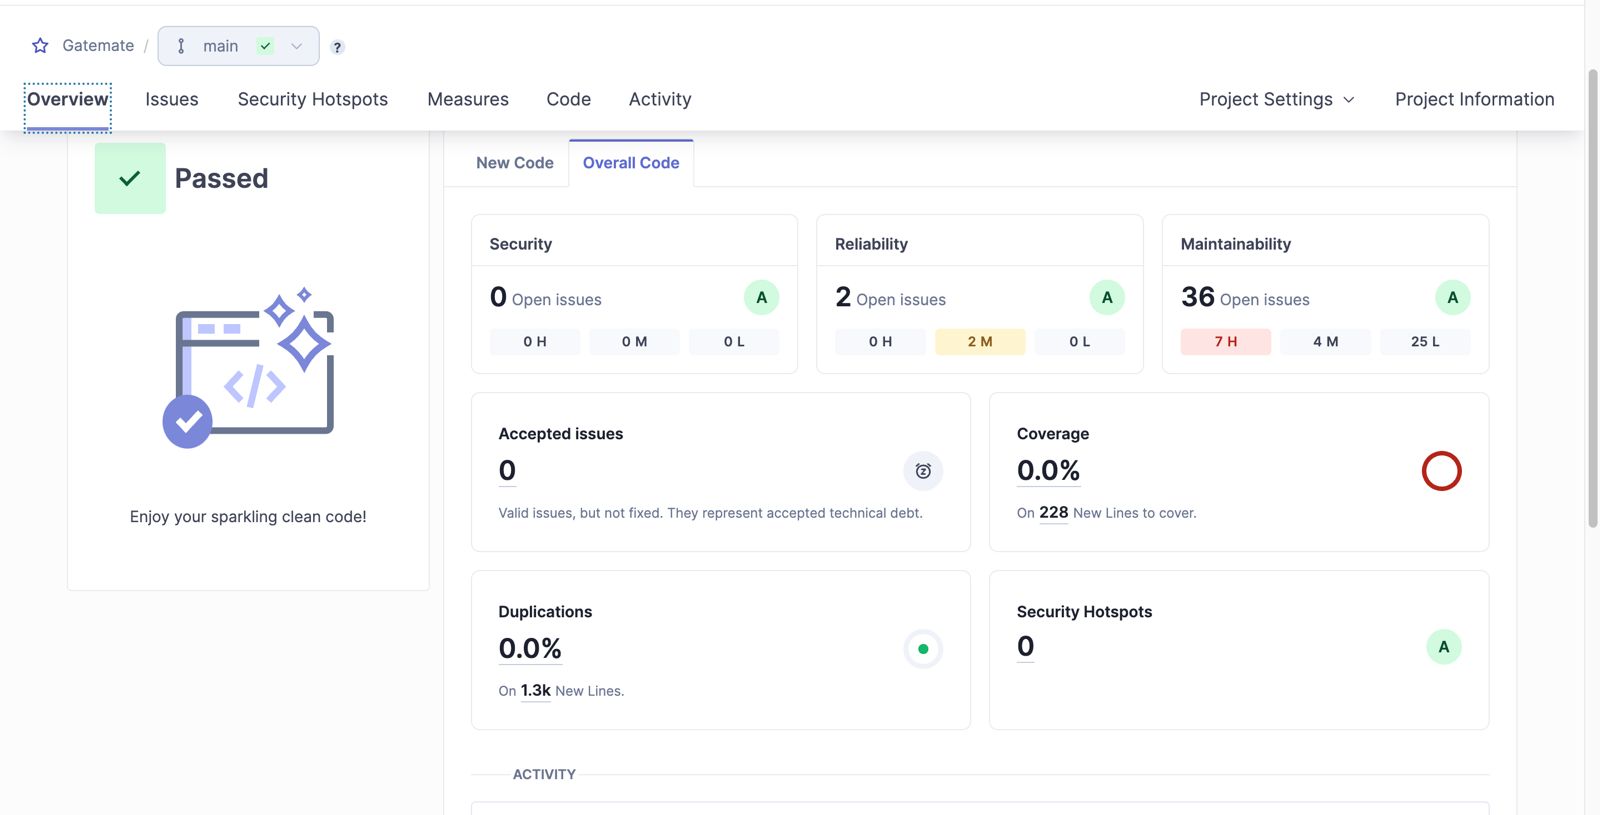 Gatemate / main ?
Overview Issues Security Hotspots Measures Code Activity Project Settings Project Information
Passed
Enjoy your sparkling clean code!
New Code Overall Code
Security
0 Open issues A
0 H 0 M 0 L
Reliability
2 Open issues A
0 H 2 M 0 L
Maintainability
36 Open issues A
7 H 4 M 25 L
Accepted issues
0
Valid issues, but not fixed. They represent accepted technical debt.
Coverage
0.0%
On 228 New Lines to cover.
Duplications
0.0%
On 1.3k New Lines.
Security Hotspots
0 A
ACTIVITY